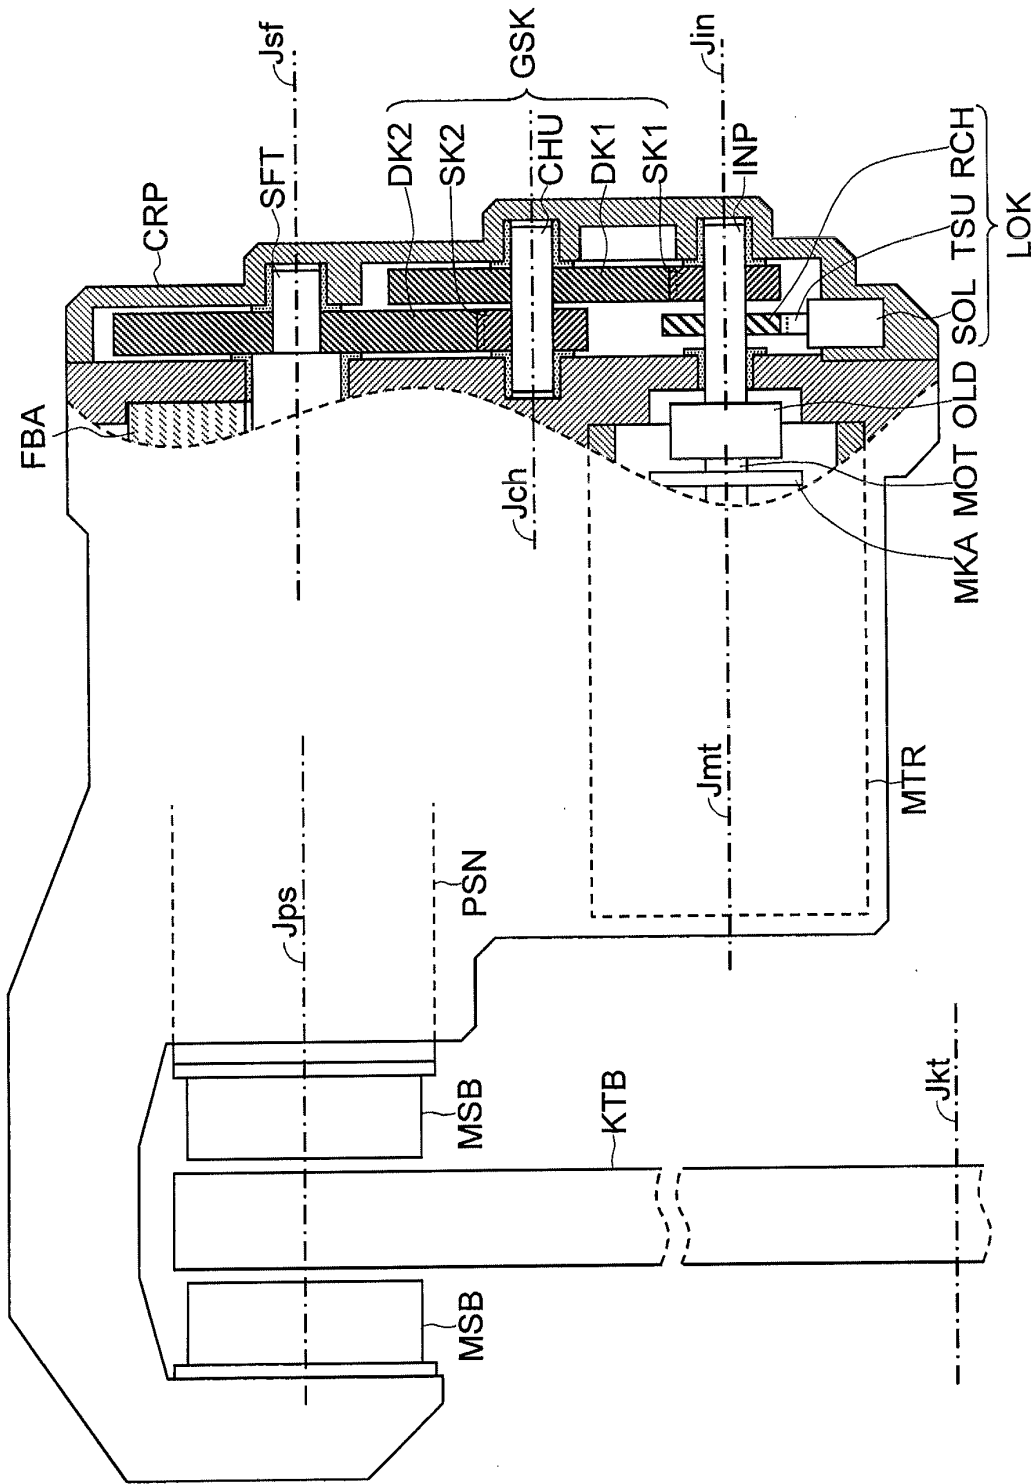 Jsf
GSK
Jin
SFT
DK2
SK2
CHU
DK1
SK1
INP
CRP
FBA
Jch
MKA MOT OLD SOL TSU RCH
LOK
Jmt
MTR
Jps
PSN
MSB
KTB
Jkt
MSB